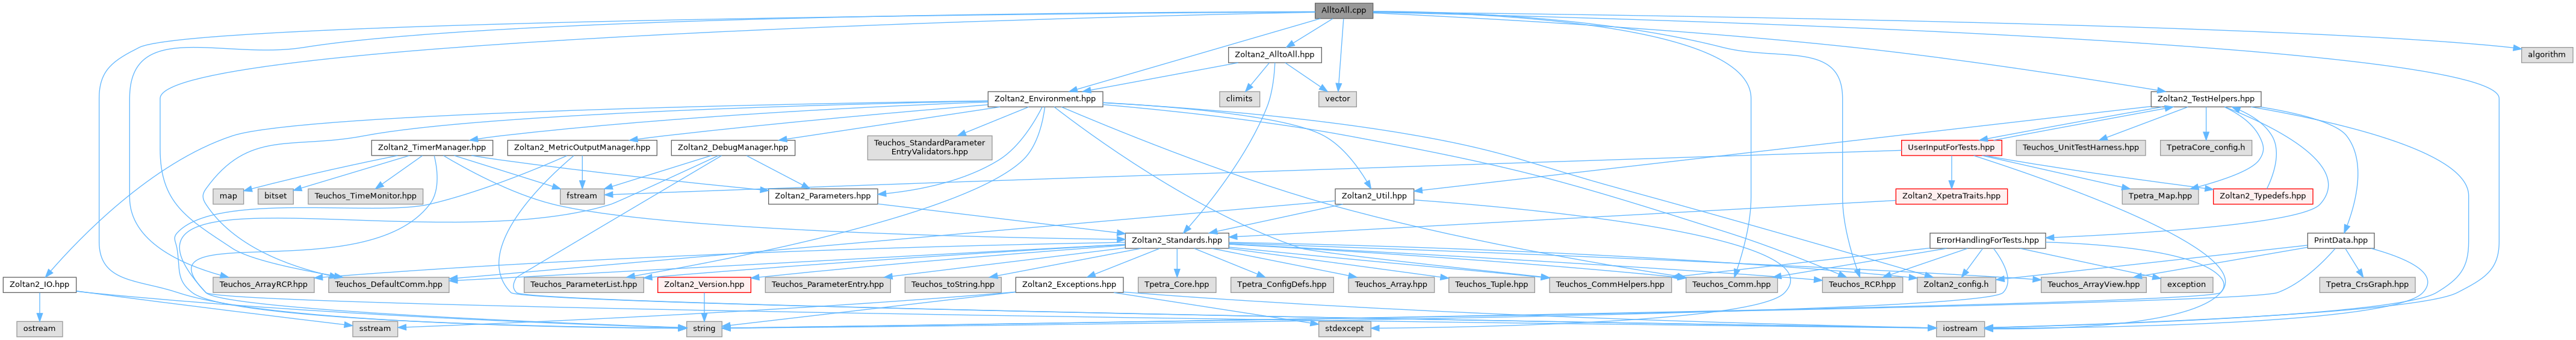 AlltoAll.cpp
Zoltan2_AlltoAll.hpp
algorithm
Zoltan2_Environment.hpp
climits
vector
Zoltan2_TestHelpers.hpp
Zoltan2_TimerManager.hpp
Zoltan2_MetricOutputManager.hpp
Zoltan2_DebugManager.hpp
Teuchos_StandardParameter
EntryValidators.hpp
UserInputForTests.hpp
Teuchos_UnitTestHarness.hpp
TpetraCore_config.h
map
bitset
Teuchos_TimeMonitor.hpp
fstream
Zoltan2_Parameters.hpp
Zoltan2_Util.hpp
Zoltan2_XpetraTraits.hpp
Tpetra_Map.hpp
Zoltan2_Typedefs.hpp
Zoltan2_Standards.hpp
ErrorHandlingForTests.hpp
PrintData.hpp
Zoltan2_IO.hpp
Teuchos_ArrayRCP.hpp
Teuchos_DefaultComm.hpp
Teuchos_ParameterList.hpp
Zoltan2_Version.hpp
Teuchos_ParameterEntry.hpp
Teuchos_toString.hpp
Zoltan2_Exceptions.hpp
Tpetra_Core.hpp
Tpetra_ConfigDefs.hpp
Teuchos_Array.hpp
Teuchos_Tuple.hpp
Teuchos_CommHelpers.hpp
Teuchos_Comm.hpp
Teuchos_RCP.hpp
Zoltan2_config.h
Teuchos_ArrayView.hpp
exception
Tpetra_CrsGraph.hpp
ostream
sstream
string
stdexcept
iostream